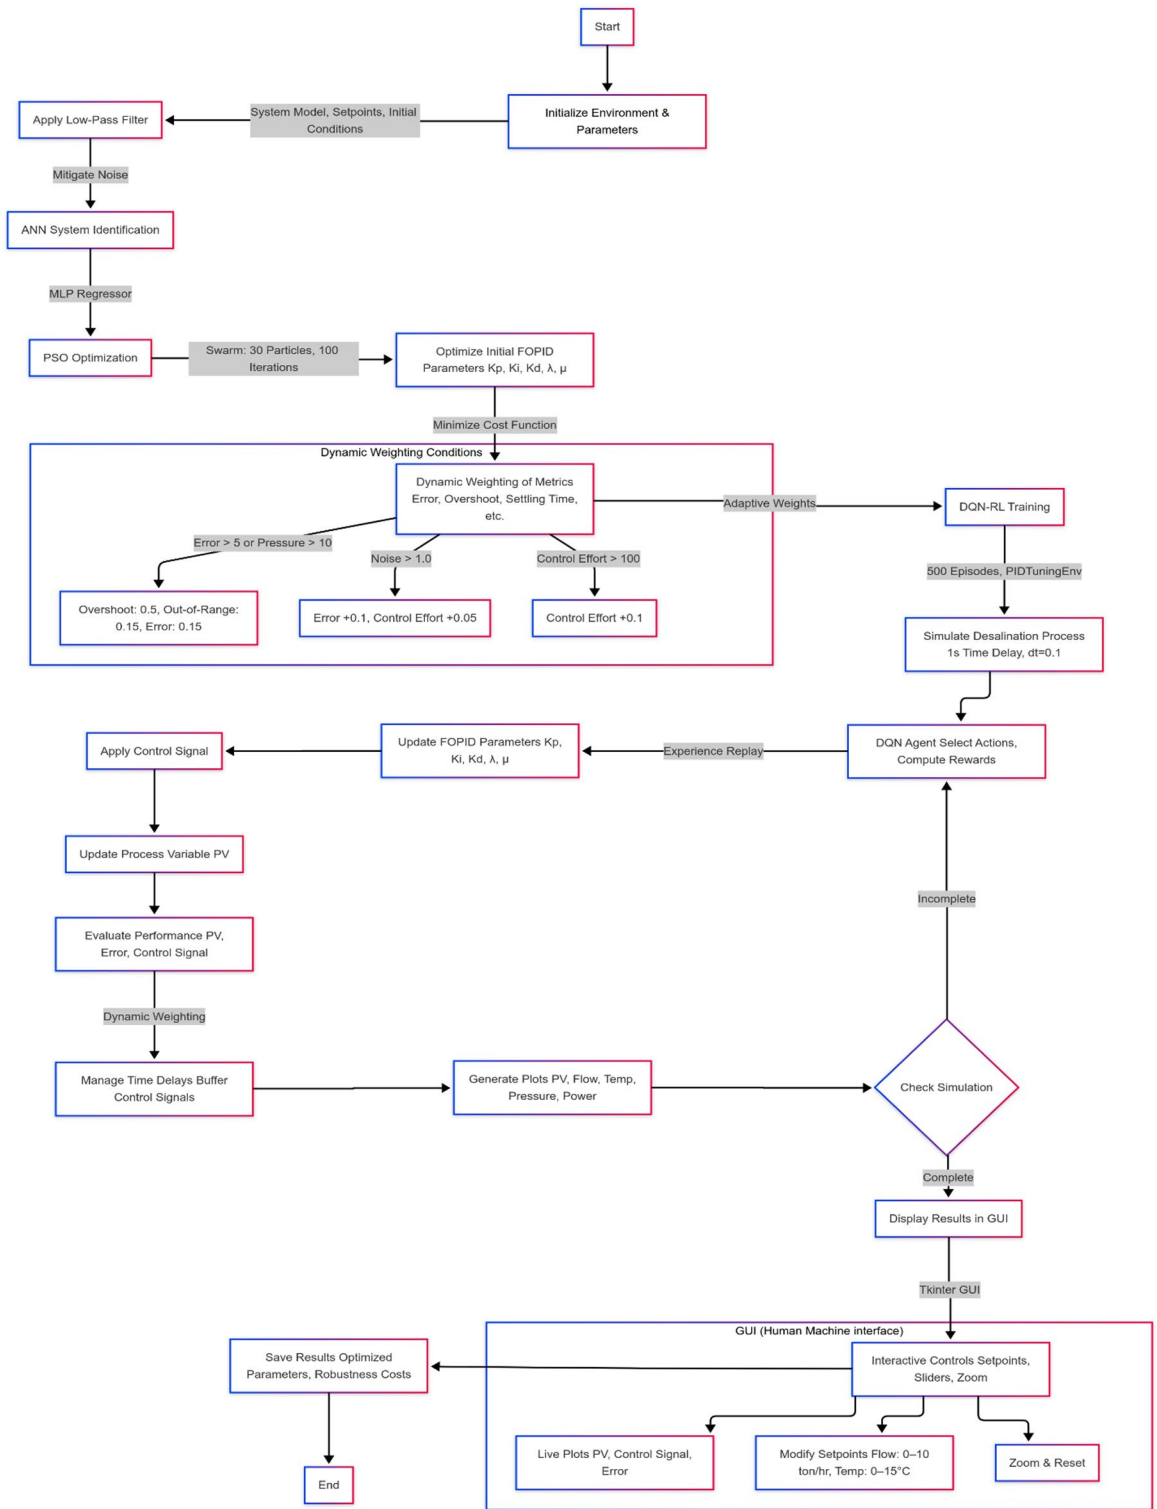 Start
Initialize Environment &
Parameters
System Model, Setpoints, Initial
Conditions
Apply Low-Pass Filter
Mitigate Noise
ANN System Identification
MLP Regressor
PSO Optimization
Swarm: 30 Particles, 100
Iterations
Optimize Initial FOPID
Parameters Kp, Ki, Kd, λ, μ
Minimize Cost Function
Dynamic Weighting Conditions
Dynamic Weighting of Metrics
Error, Overshoot, Settling Time,
etc.
Adaptive Weights
DQN-RL Training
Error > 5 or Pressure > 10
Noise > 1.0
Control Effort > 100
500 Episodes, PIDTuningEnv
Overshoot: 0.5, Out-of-Range:
0.15, Error: 0.15
Error +0.1, Control Effort +0.05
Control Effort +0.1
Simulate Desalination Process
1s Time Delay, dt=0.1
DQN Agent Select Actions,
Compute Rewards
Experience Replay
Update FOPID Parameters Kp,
Ki, Kd, λ, μ
Apply Control Signal
Update Process Variable PV
Evaluate Performance PV,
Error, Control Signal
Incomplete
Dynamic Weighting
Manage Time Delays Buffer
Control Signals
Generate Plots PV, Flow, Temp,
Pressure, Power
Check Simulation
Complete
Display Results in GUI
Tkinter GUI
GUI (Human Machine interface)
Interactive Controls Setpoints,
Sliders, Zoom
Save Results Optimized
Parameters, Robustness Costs
Live Plots PV, Control Signal,
Error
Modify Setpoints Flow: 0–10
ton/hr, Temp: 0–15°C
Zoom & Reset
End